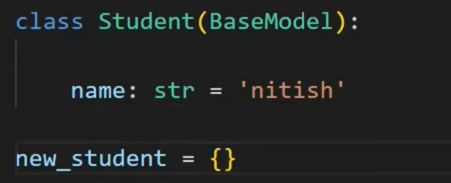 class Student(BaseModel):
    name: str = 'nitish'
new_student = {}